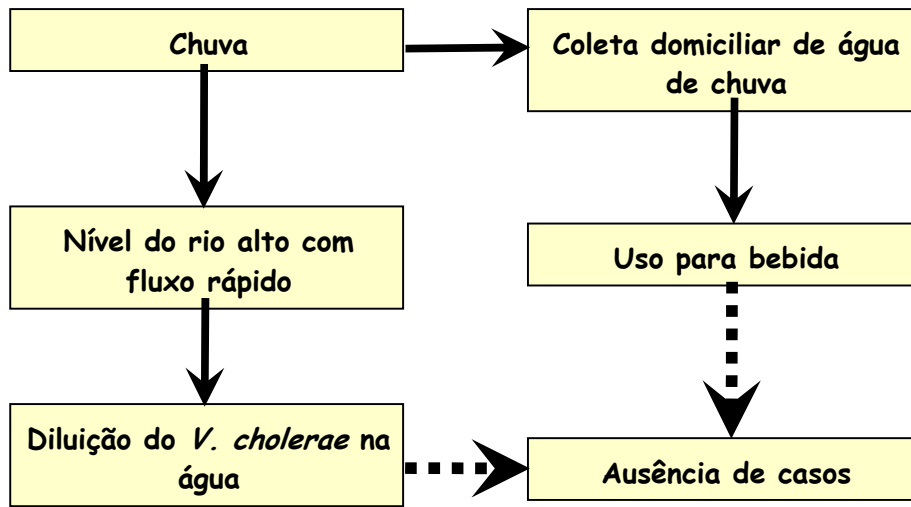 Chuva
Coleta domiciliar de água
de chuva
Nível do rio alto com
fluxo rápido
Uso para bebida
Diluição do V. cholerae na
água
Ausência de casos